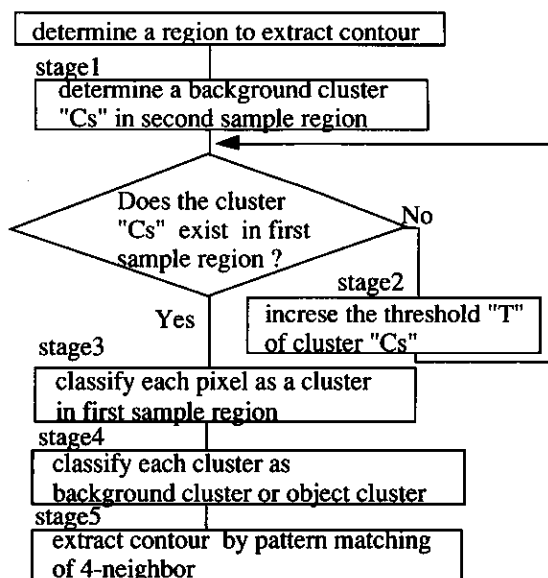 determine a region to extract contour
stage1
determine a background cluster
"Cs" in second sample region
Does the cluster
"Cs" exist in first
sample region ?
No
stage2
increse the threshold "T"
of cluster "Cs"
Yes
stage3
classify each pixel as a cluster
in first sample region
stage4
classify each cluster as
background cluster or object cluster
stage5
extract contour by pattern matching
of 4-neighbor